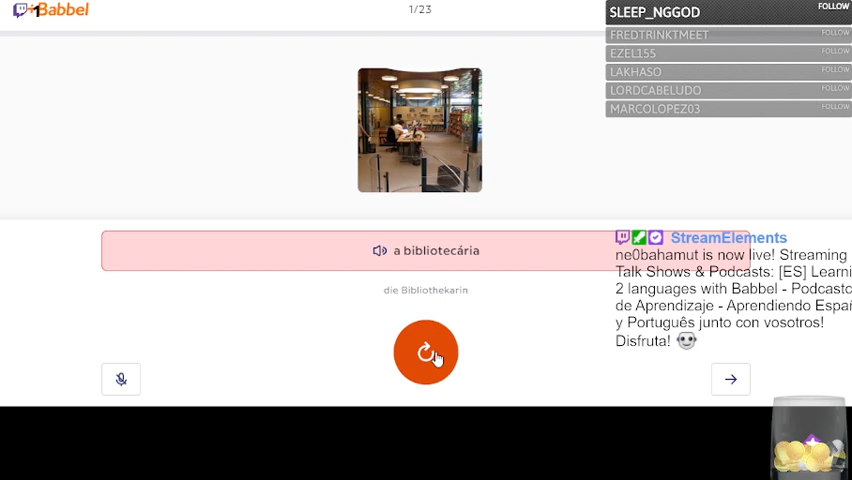 Babbel
1/23
SLEEP_NGGOD FOLLOW
FREDTRINKTMEET FOLLOW
EZEL155 FOLLOW
LAKHASO FOLLOW
LORDCABELUDO FOLLOW
MARCOLOPEZ03 FOLLOW
a bibliotecária
die Bibliothekarin
StreamElements
ne0bahamut is now live! Streaming
Talk Shows & Podcasts: [ES] Learni
2 languages with Babbel - Podcasts
de Aprendizaje - Aprendiendo Españ
y Português junto con vosotros!
Disfruta!